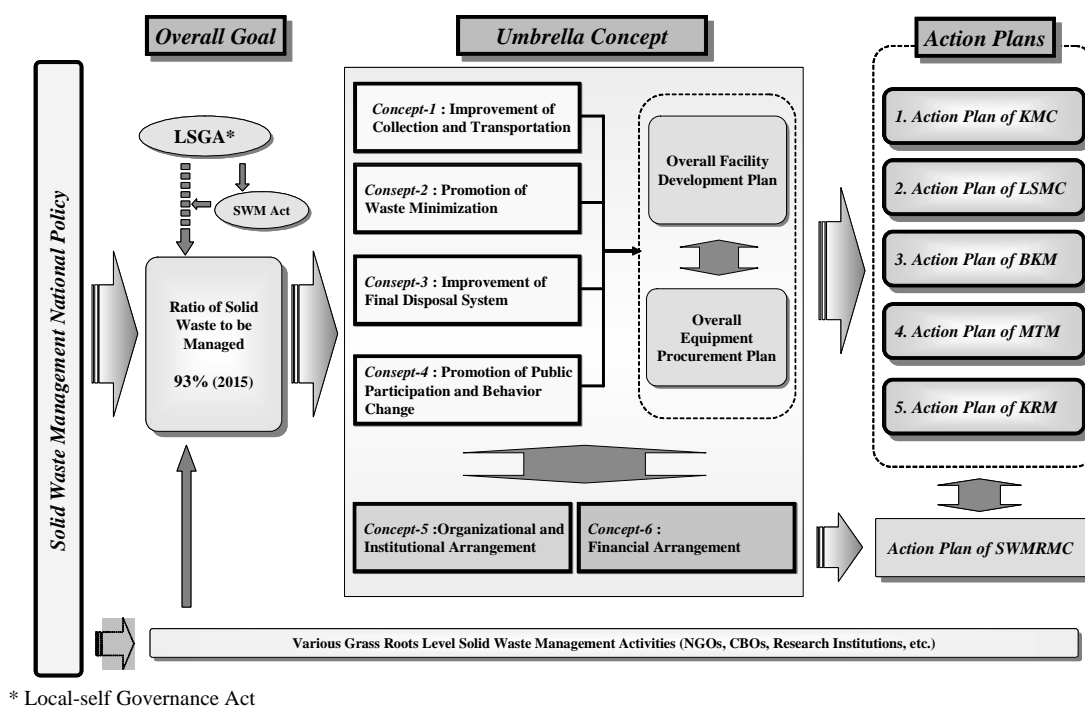 Overall Goal
Umbrella Concept
Action Plans
Solid Waste Management National Policy
LSGA*
SWM Act
Ratio of Solid
Waste to be
Managed
93% (2015)
Concept-1 : Improvement of
Collection and Transportation
Consept-2 : Promotion of
Waste Minimization
Consept-3 : Improvement of
Final Disposal System
Consept-4 : Promotion of Public
Participation and Behavior
Change
Overall Facility
Development Plan
Overall
Equipment
Procurement Plan
Concept-5 :Organizational and
Institutional Arrangement
Concept-6 :
Financial Arrangement
1. Action Plan of KMC
2. Action Plan of LSMC
3. Action Plan of BKM
4. Action Plan of MTM
5. Action Plan of KRM
Action Plan of SWMRMC
Various Grass Roots Level Solid Waste Management Activities (NGOs, CBOs, Research Institutions, etc.)
* Local-self Governance Act